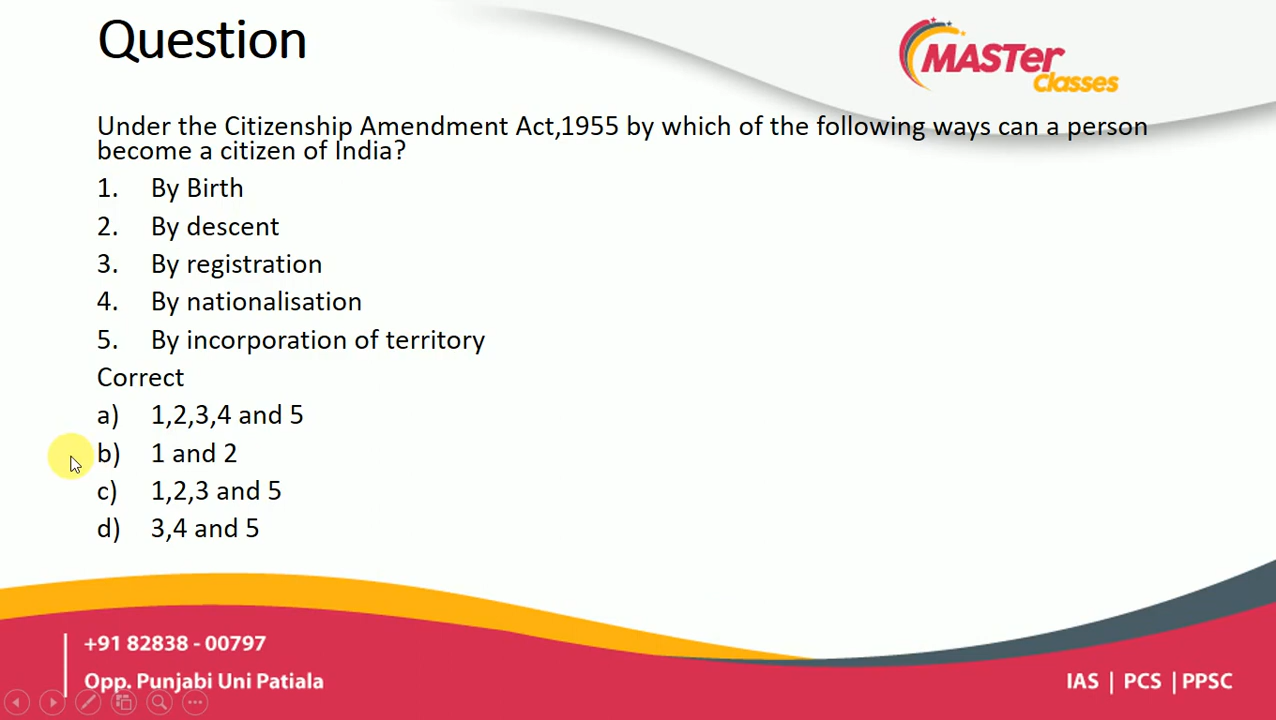 Question
MASTer
Classes
Under the Citizenship Amendment Act,1955 by which of the following ways can a person
become a citizen of India?
1. By Birth
2. By descent
3. By registration
4. By nationalisation
5. By incorporation of territory
Correct
a) 1,2,3,4 and 5
b) 1 and 2
c) 1,2,3 and 5
d) 3,4 and 5
+91 82838 - 00797
Opp. Punjabi Uni Patiala
IAS | PCS | PPSC